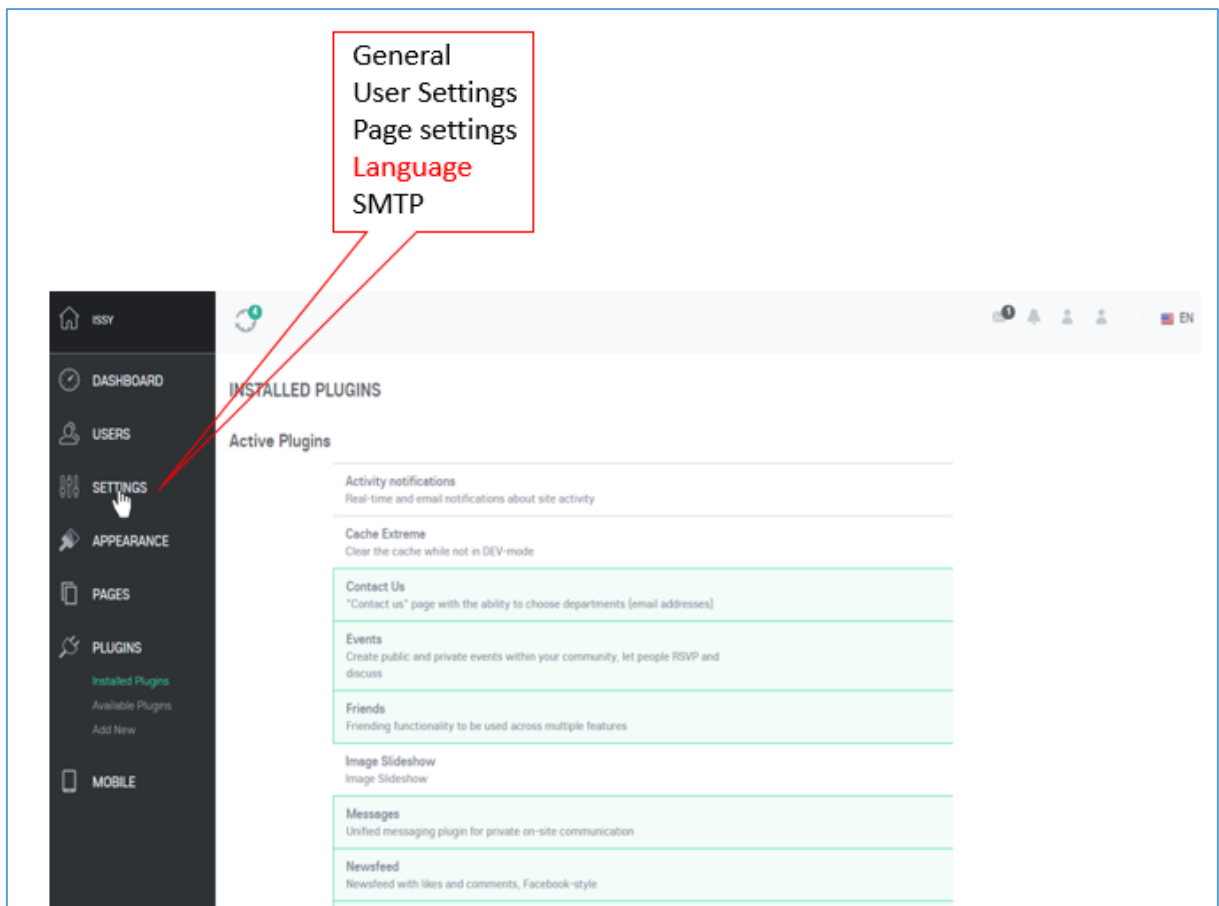 General
User Settings
Page settings
Language
SMTP
ISSY
4
1
EN
DASHBOARD
USERS
SETTINGS
APPEARANCE
PAGES
PLUGINS
Installed Plugins
Available Plugins
Add New
MOBILE
INSTALLED PLUGINS
Active Plugins
Activity notifications
Real-time and email notifications about site activity
Cache Extreme
Clear the cache while not in DEV-mode
Contact Us
"Contact us" page with the ability to choose departments (email addresses)
Events
Create public and private events within your community, let people RSVP and
discuss
Friends
Friending functionality to be used across multiple features
Image Slideshow
Image Slideshow
Messages
Unified messaging plugin for private on-site communication
Newsfeed
Newsfeed with likes and comments, Facebook-style